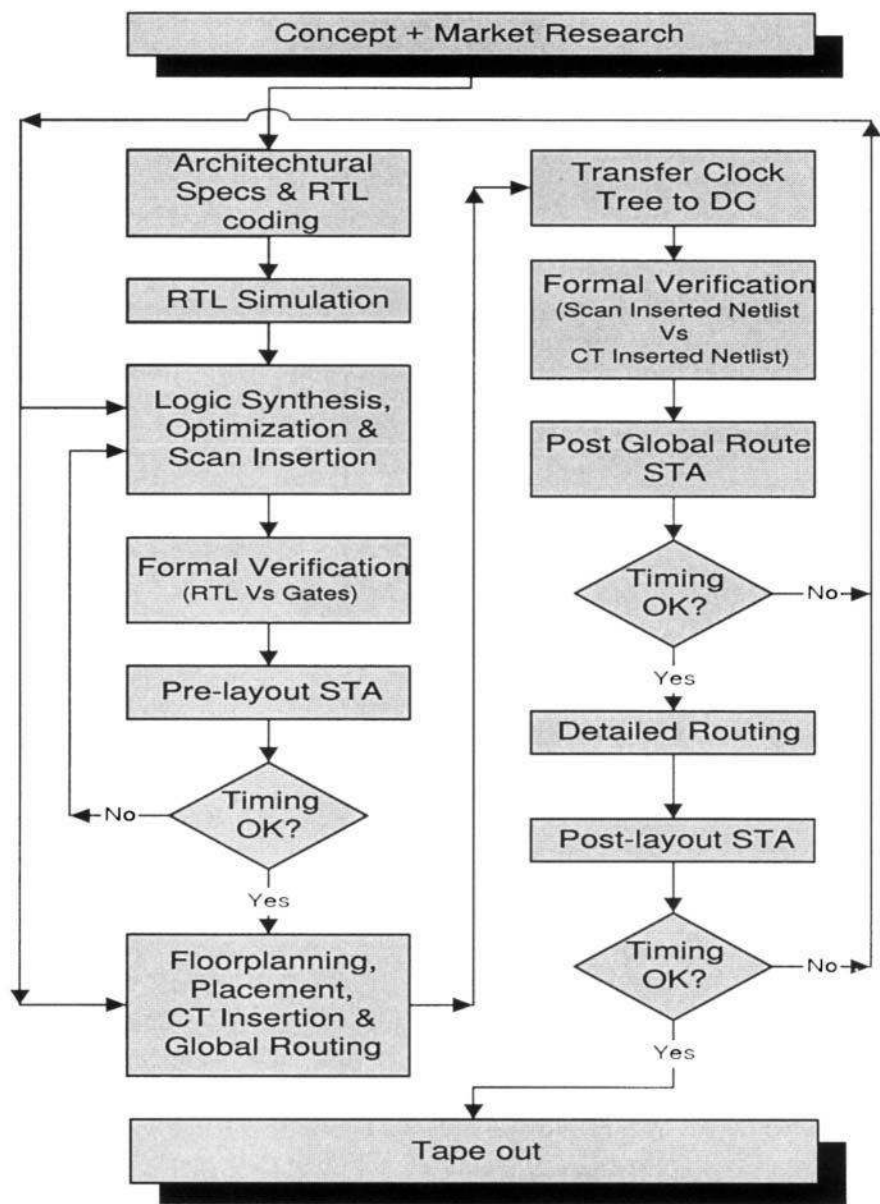 Concept + Market Research
Architechtural
Specs & RTL
coding
RTL Simulation
Logic Synthesis,
Optimization &
Scan Insertion
Formal Verification
(RTL Vs Gates)
Pre-layout STA
Timing
OK?
No
Yes
Floorplanning,
Placement,
CT Insertion &
Global Routing
Transfer Clock
Tree to DC
Formal Verification
(Scan Inserted Netlist
Vs
CT Inserted Netlist)
Post Global Route
STA
Timing
OK?
No
Yes
Detailed Routing
Post-layout STA
Timing
OK?
No
Yes
Tape out